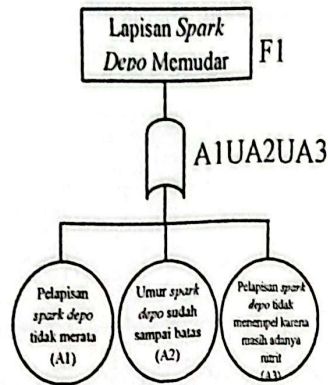 Lapisan Spark
Depo Memudar
F1
A1UA2UA3
Pelapisan
spark depo
tidak merata
(A1)
Umur spark
depo sudah
sampai batas
(A2)
Pelapisan spark
depo tidak
menempel karena
masih adanya
nitrit
(A3)